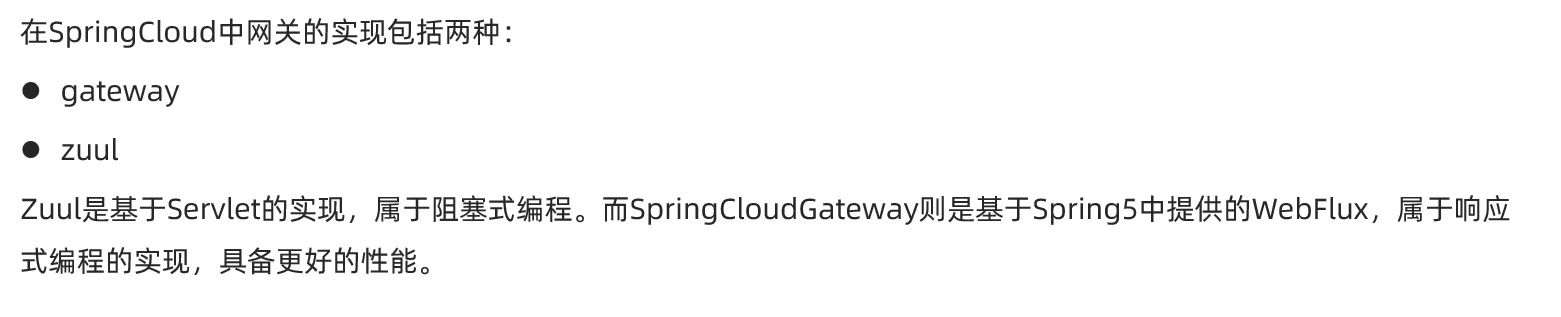 在SpringCloud中网关的实现包括两种：
● gateway
● zuul
Zuul是基于Servlet的实现，属于阻塞式编程。而SpringCloudGateway则是基于Spring5中提供的WebFlux，属于响应
式编程的实现，具备更好的性能。